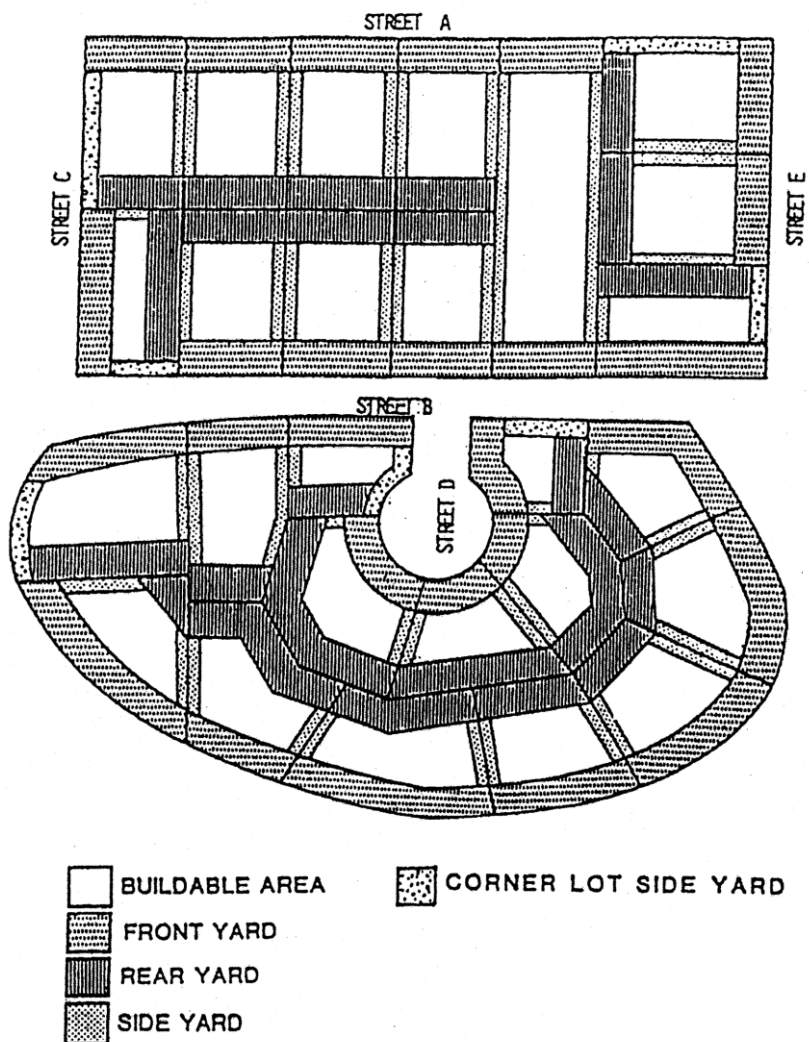 STREET A
STREET C
STREET E
STREET B
STREET D
BUILDABLE AREA
CORNER LOT SIDE YARD
FRONT YARD
REAR YARD
SIDE YARD